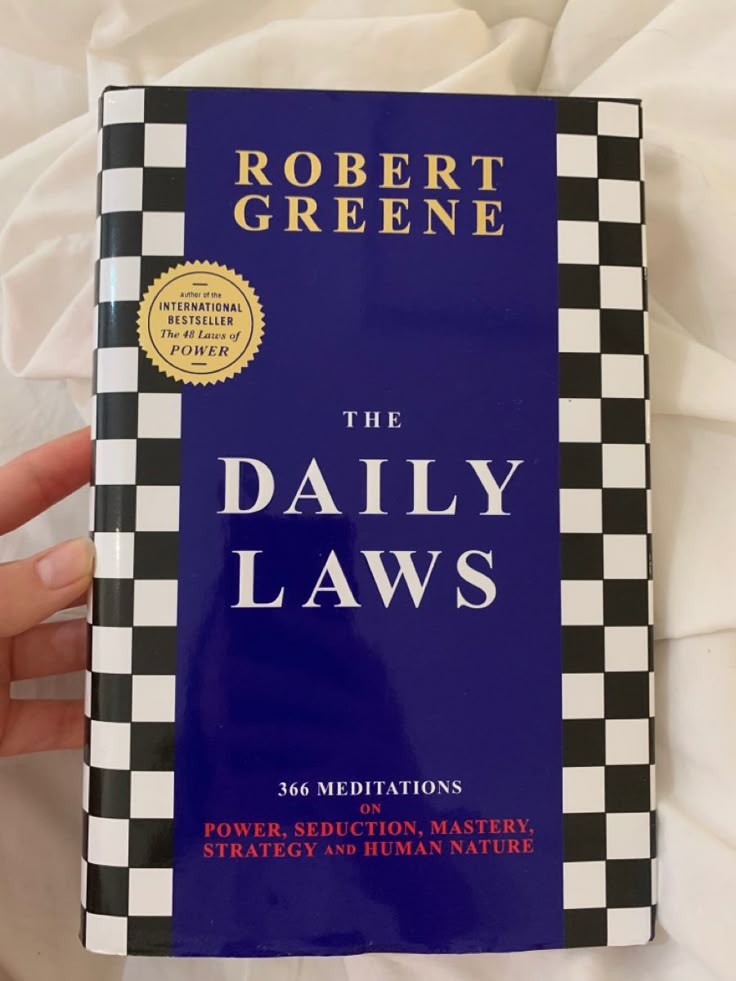 ROBERT
GREENE
author of the
INTERNATIONAL
BESTSELLER
The 48 Laws of
POWER
THE
DAILY
LAWS
366 MEDITATIONS
ON
POWER, SEDUCTION, MASTERY,
STRATEGY AND HUMAN NATURE